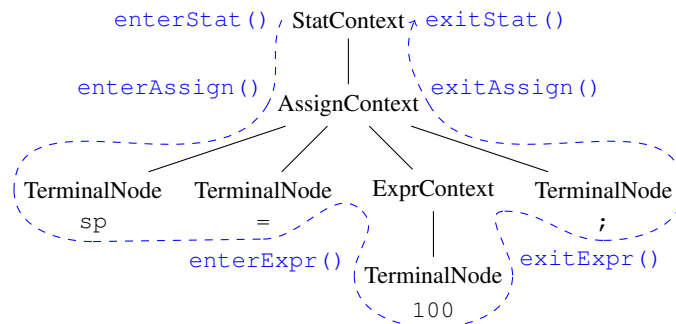 enterStat() StatContext exitStat()
enterAssign() exitAssign()
AssignContext
TerminalNode TerminalNode ExprContext TerminalNode
sp = ;
enterExpr() exitExpr()
TerminalNode
100